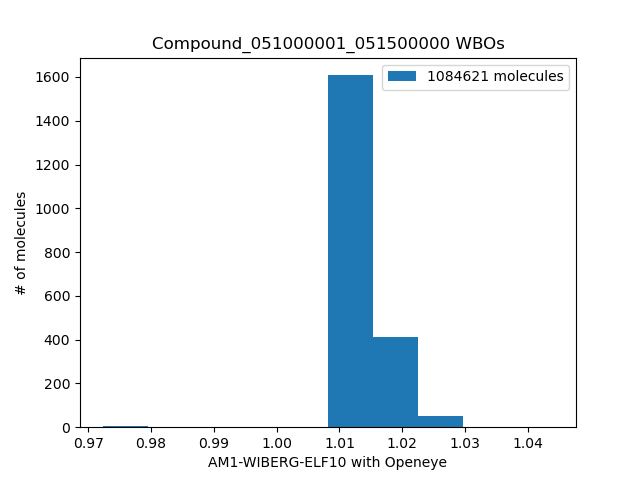 Compound_051000001_051500000 WBOs
1084621 molecules
# of molecules
1600
1400
1200
1000
800
600
400
200
0
0.97 0.98 0.99 1.00 1.01 1.02 1.03 1.04
AM1-WIBERG-ELF10 with Openeye